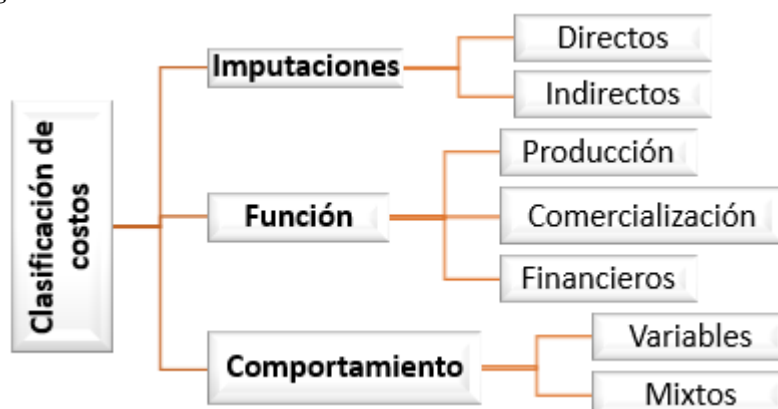 Clasificación de
costos
Imputaciones
Directos
Indirectos
Función
Producción
Comercialización
Financieros
Comportamiento
Variables
Mixtos